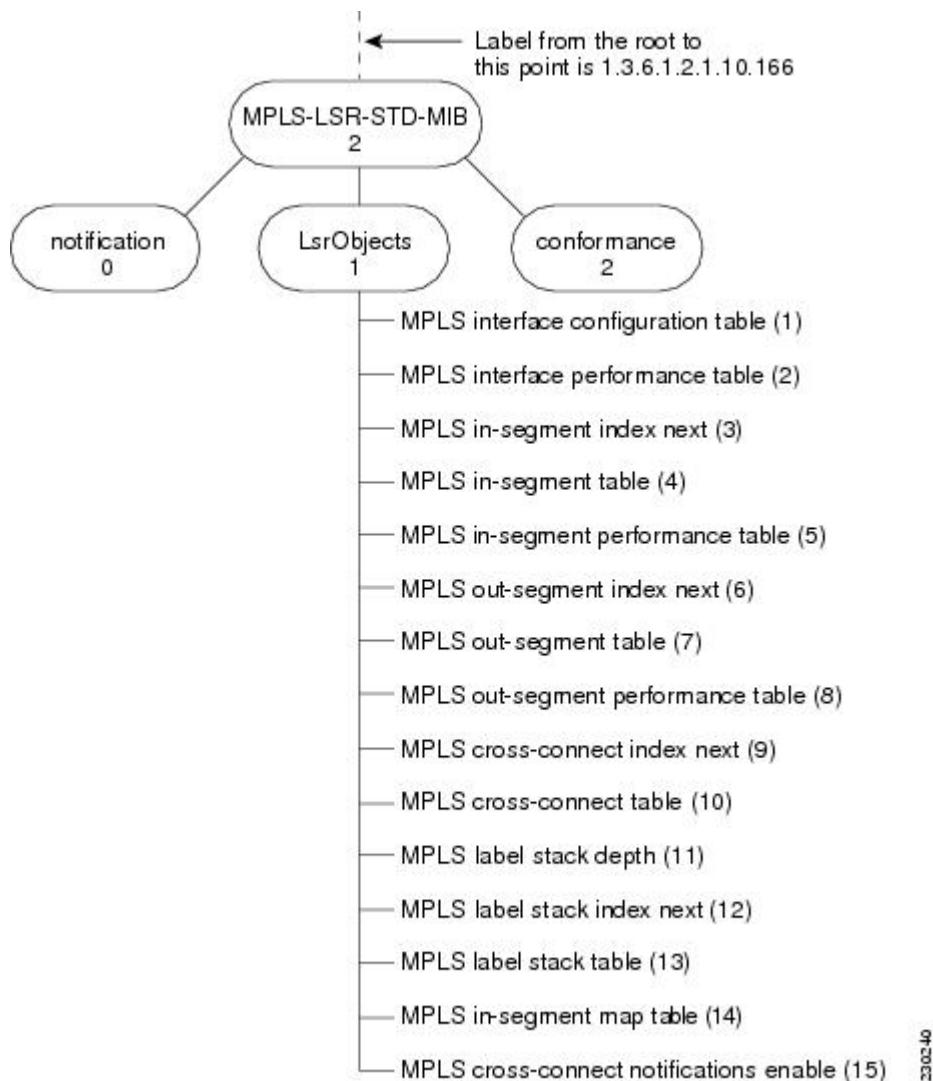 Label from the root to
this point is 1.3.6.1.2.1.10.166
MPLS-LSR-STD-MIB
2
notification
0
LsrObjects
1
conformance
2
MPLS interface configuration table (1)
MPLS interface performance table (2)
MPLS in-segment index next (3)
MPLS in-segment table (4)
MPLS in-segment performance table (5)
MPLS out-segment index next (6)
MPLS out-segment table (7)
MPLS out-segment performance table (8)
MPLS cross-connect index next (9)
MPLS cross-connect table (10)
MPLS label stack depth (11)
MPLS label stack index next (12)
MPLS label stack table (13)
MPLS in-segment map table (14)
MPLS cross-connect notifications enable (15)
230240